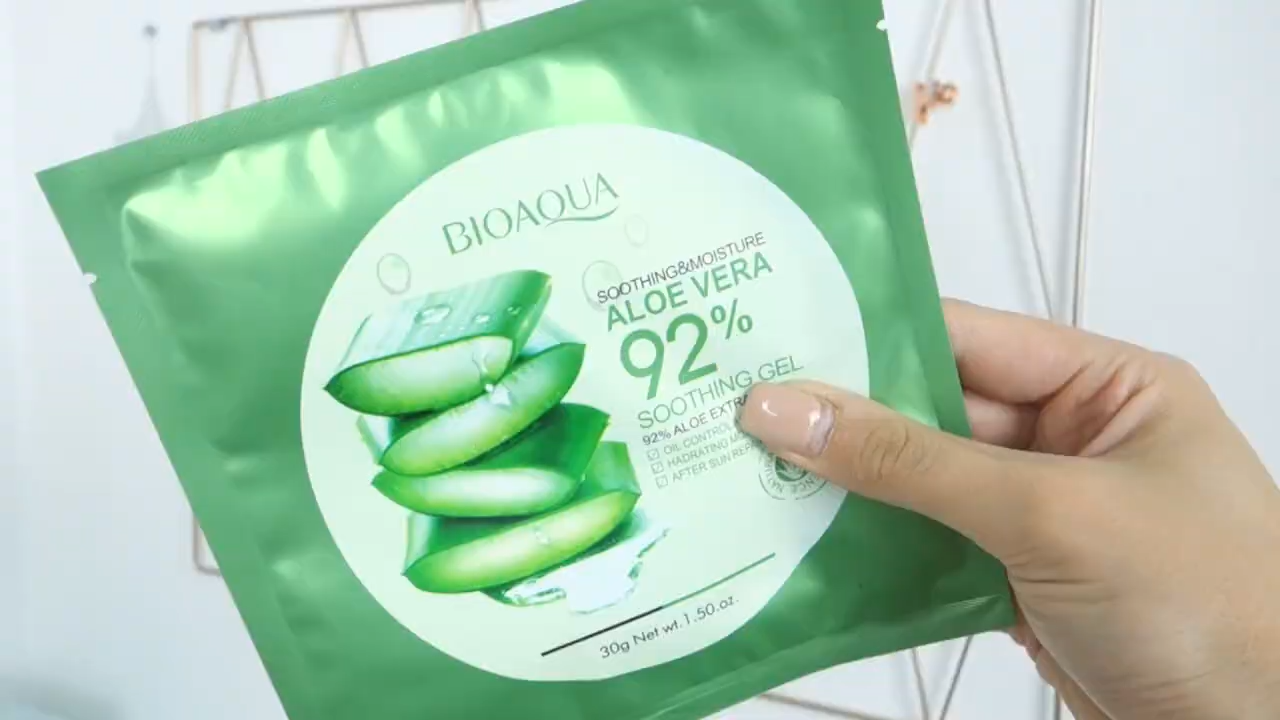 BIOAQUA
SOOTHING&MOISTURE
ALOE VERA
92%
SOOTHING GEL
92% ALOE
OIL CONTROL
HADRATING
AFTER SUN
30g Net wt.1.50.oz.